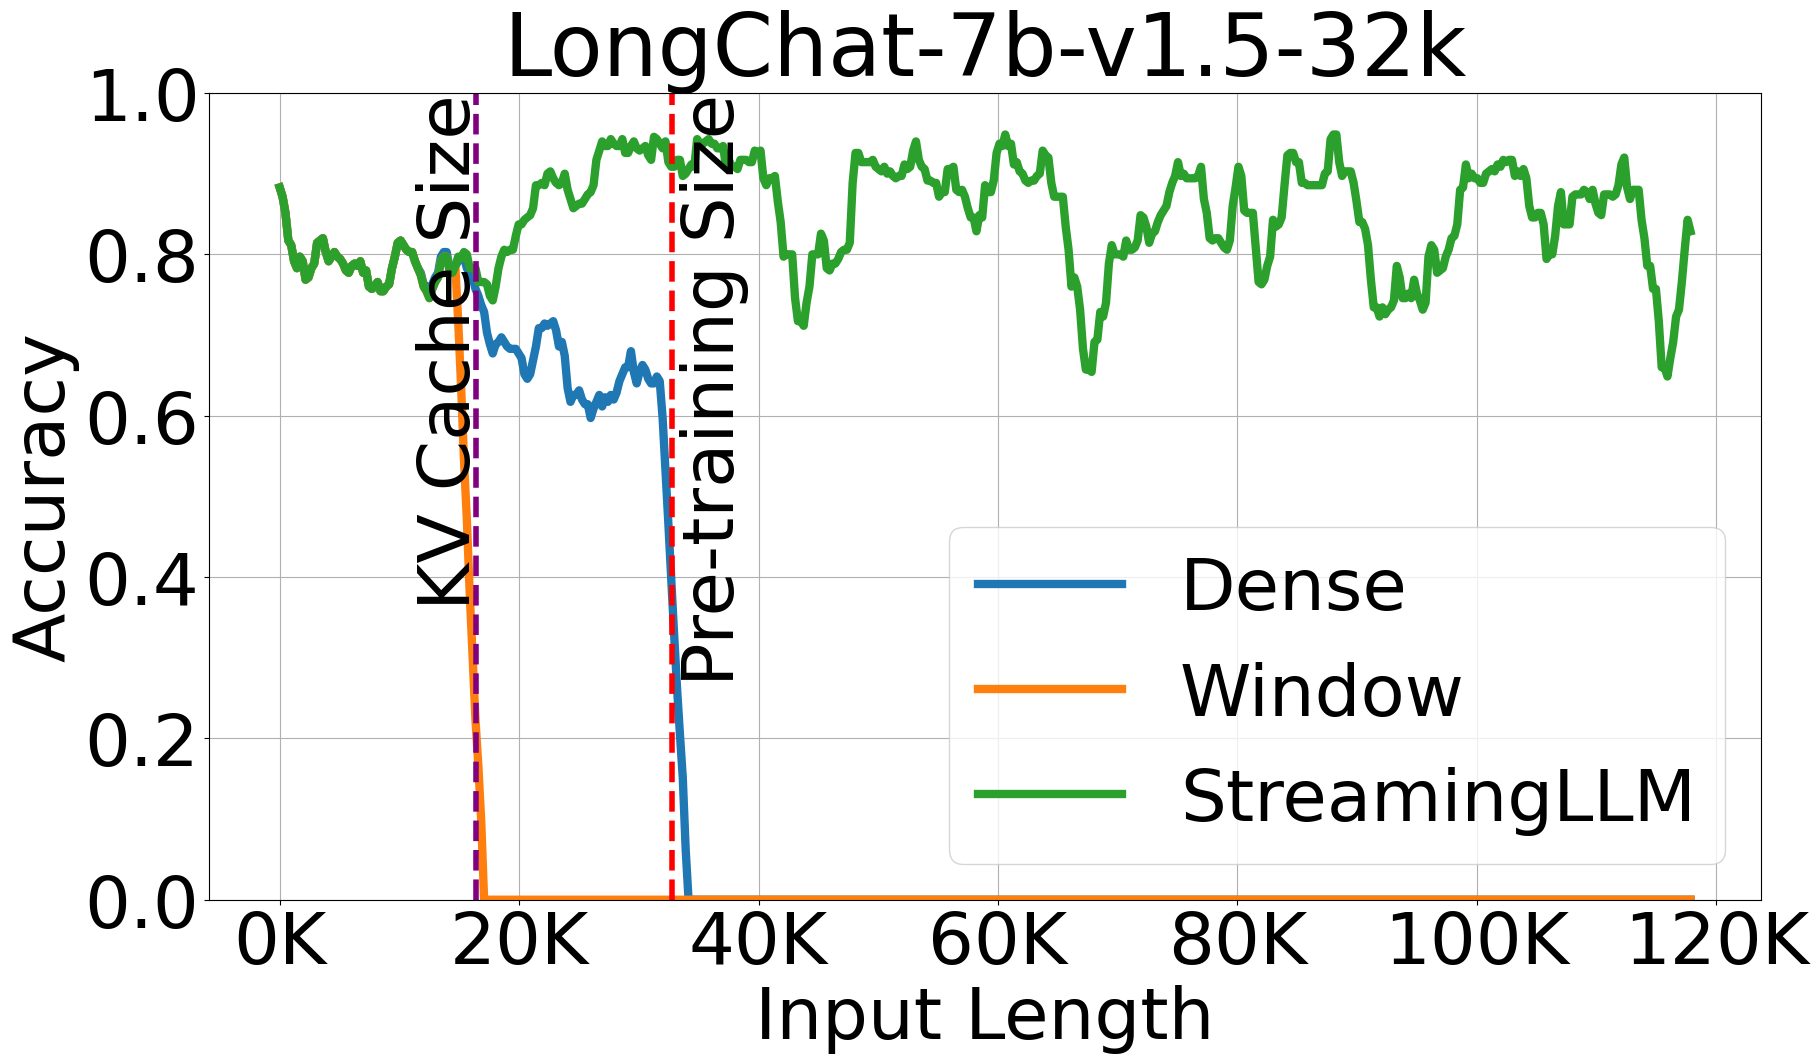 LongChat-7b-v1.5-32k
1.0
0.8
0.6
0.4
0.2
0.0
Accuracy
KV Cache Size
Pre-training Size
Dense
Window
StreamingLLM
0K 20K 40K 60K 80K 100K 120K
Input Length